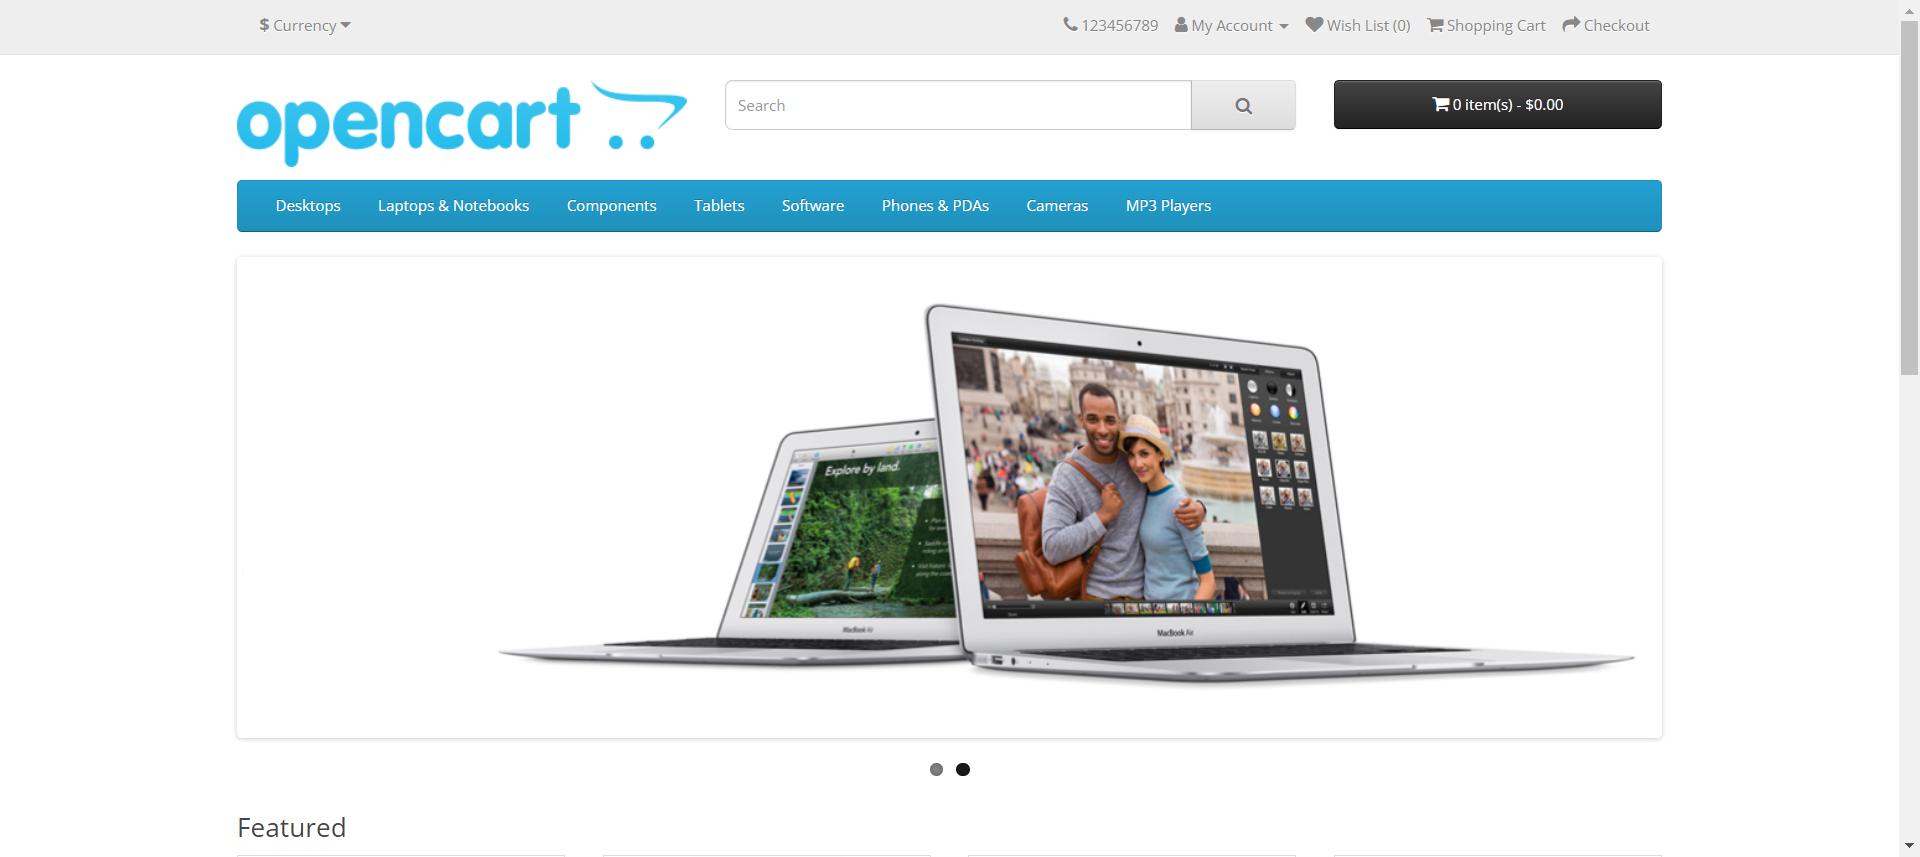 $ Currency
123456789 My Account Wish List (0) Shopping Cart Checkout
opencart
Search
0 item(s) - $0.00
Desktops Laptops & Notebooks Components Tablets Software Phones & PDAs Cameras MP3 Players
Explore by land.
MacBook Air
MacBook Air
Featured